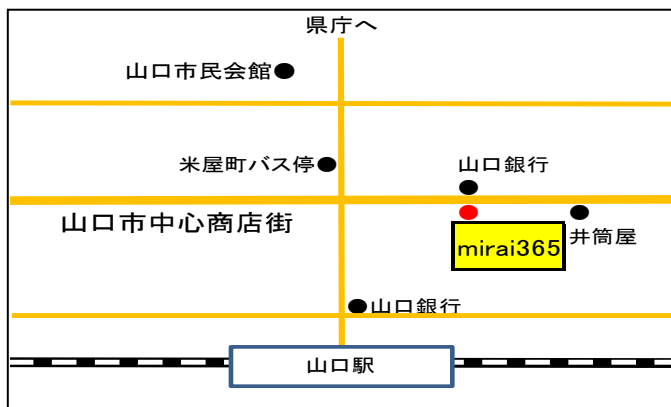 県庁へ
山口市民会館
米屋町バス停
山口銀行
山口市中心商店街
井筒屋
mirai365
山口銀行
山口駅